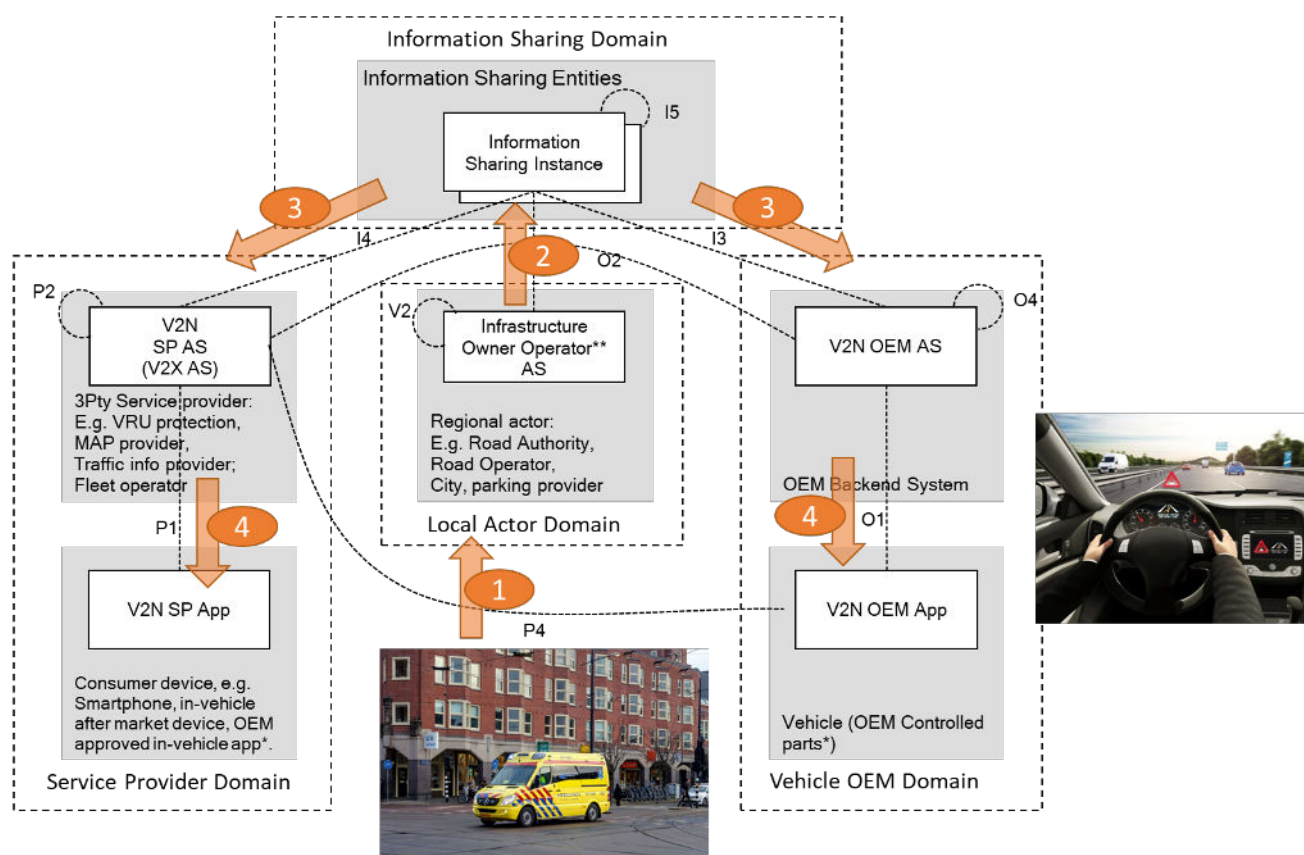 Information Sharing Domain
Information Sharing Entities
I5
Information
Sharing Instance
3
3
I4
2
O2
I3
P2
V2N
SP AS
(V2X AS)
3Pty Service provider:
E.g. VRU protection,
MAP provider,
Traffic info provider;
Fleet operator
P1
4
V2N SP App
Consumer device, e.g.
Smartphone, in-vehicle
after market device, OEM
approved in-vehicle app*.
Service Provider Domain
V2
Infrastructure
Owner Operator**
AS
Regional actor:
E.g. Road Authority,
Road Operator,
City, parking provider
Local Actor Domain
1
P4
O4
V2N OEM AS
OEM Backend System
4
O1
V2N OEM App
Vehicle (OEM Controlled
parts*)
Vehicle OEM Domain